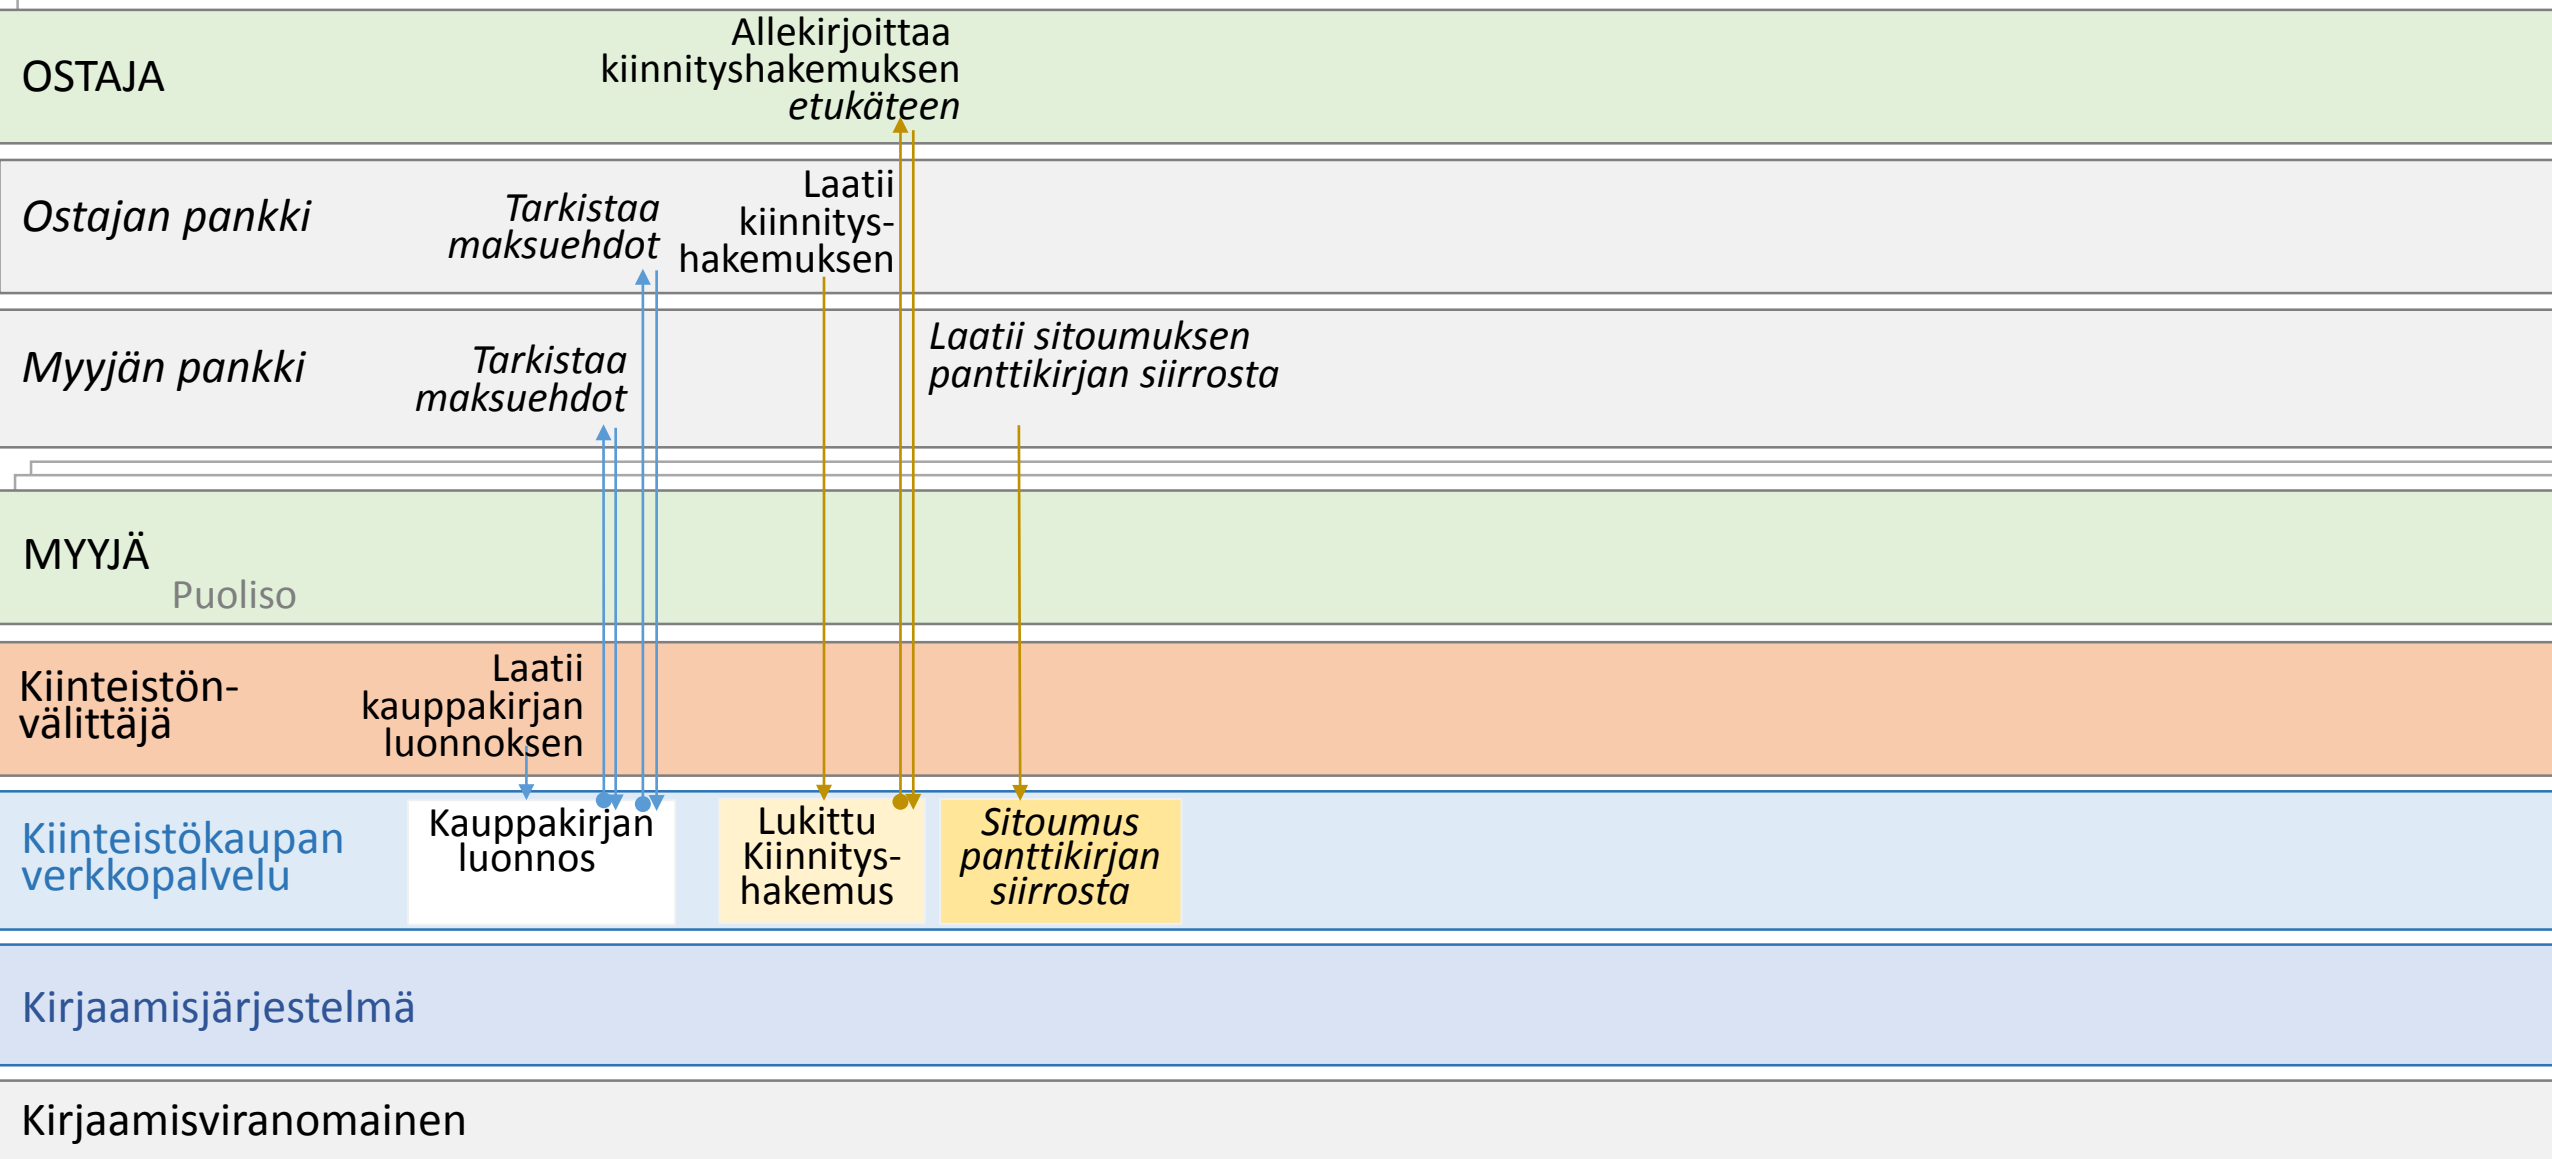 OSTAJA
Allekirjoittaa
kiinnityshakemuksen
etukäteen
Ostajan pankki
Tarkistaa
maksuehdot
Laatii
kiinnitys-
hakemuksen
Myyjän pankki
Tarkistaa
maksuehdot
Laatii sitoumuksen
panttikirjan siirrosta
MYYJÄ
Puoliso
Kiinteistön-
välittäjä
Laatii
kauppakirjan
luonnoksen
Kiinteistökaupan
verkkopalvelu
Kauppakirjan
luonnos
Lukittu
Kiinnitys-
hakemus
Sitoumus
panttikirjan
siirrosta
Kirjaamisjärjestelmä
Kirjaamisviranomainen